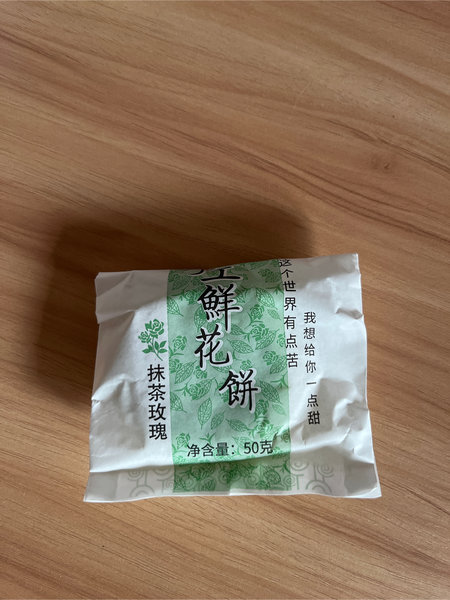 鮮花餅
这个世界有点苦
我想给你一点甜
抹茶玫瑰
净含量：50克